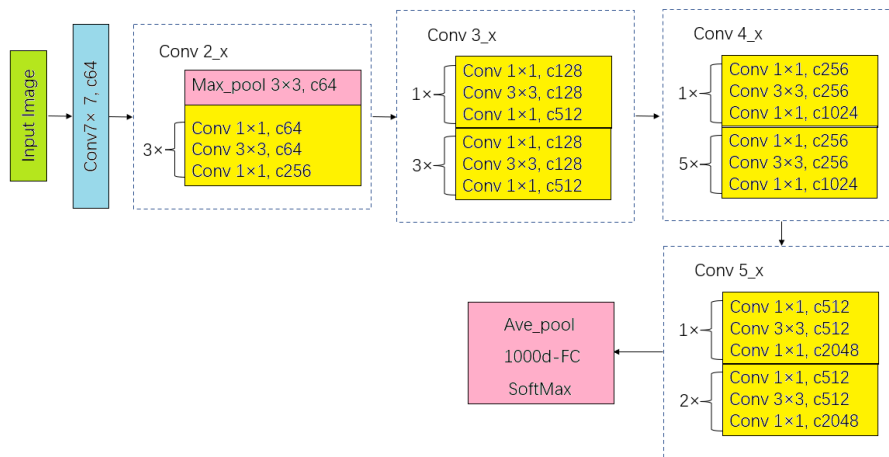 Input Image
Conv7× 7, c64
Conv 2_x
Max_pool 3×3, c64
3×
Conv 1×1, c64
Conv 3×3, c64
Conv 1×1, c256
Conv 3_x
1×
Conv 1×1, c128
Conv 3×3, c128
Conv 1×1, c512
3×
Conv 1×1, c128
Conv 3×3, c128
Conv 1×1, c512
Conv 4_x
1×
Conv 1×1, c256
Conv 3×3, c256
Conv 1×1, c1024
5×
Conv 1×1, c256
Conv 3×3, c256
Conv 1×1, c1024
Conv 5_x
1×
Conv 1×1, c512
Conv 3×3, c512
Conv 1×1, c2048
2×
Conv 1×1, c512
Conv 3×3, c512
Conv 1×1, c2048
Ave_pool
1000d-FC
SoftMax